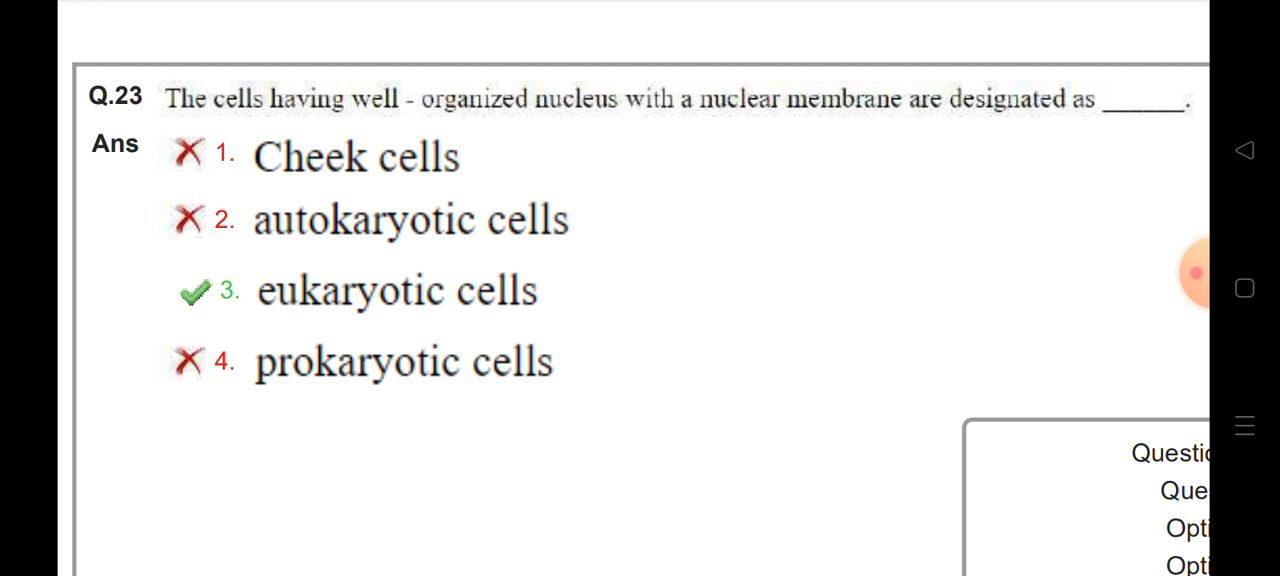 Q.23 The cells having well - organized nucleus with a nuclear membrane are designated as ______.
Ans
1. Cheek cells
2. autokaryotic cells
3. eukaryotic cells
4. prokaryotic cells